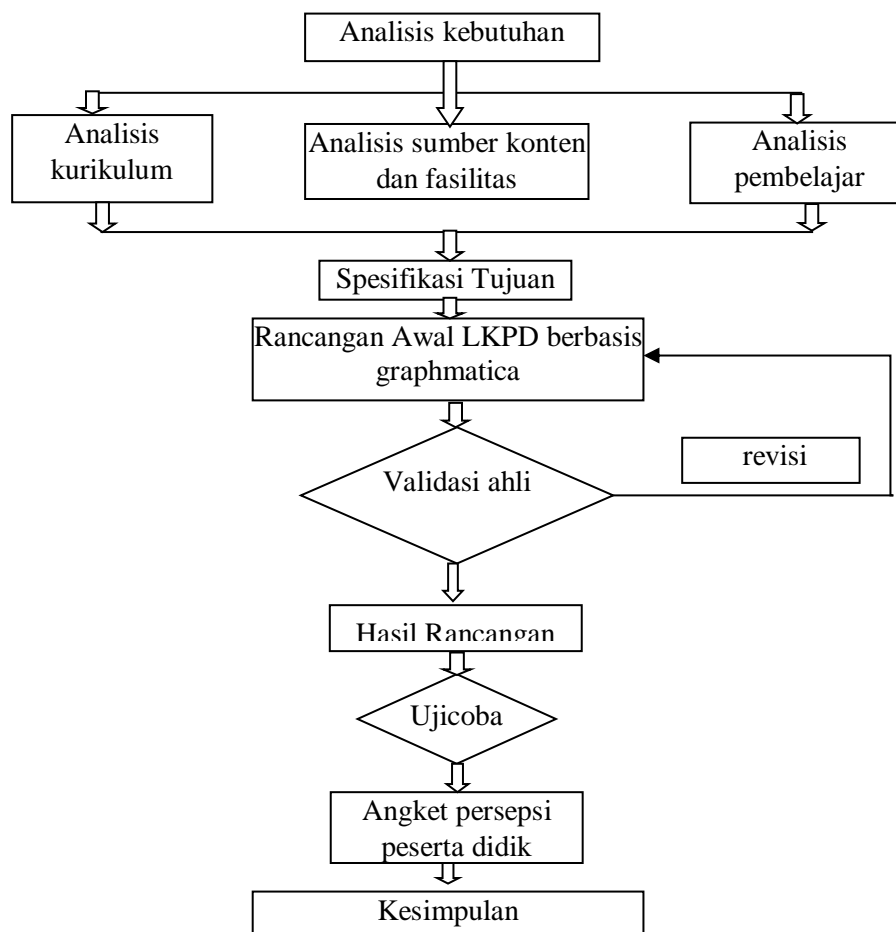 Analisis kebutuhan
Analisis
kurikulum
Analisis sumber konten
dan fasilitas
Analisis
pembelajar
Spesifikasi Tujuan
Rancangan Awal LKPD berbasis
graphmatica
Validasi ahli
revisi
Hasil Rancangan
Ujicoba
Angket persepsi
peserta didik
Kesimpulan